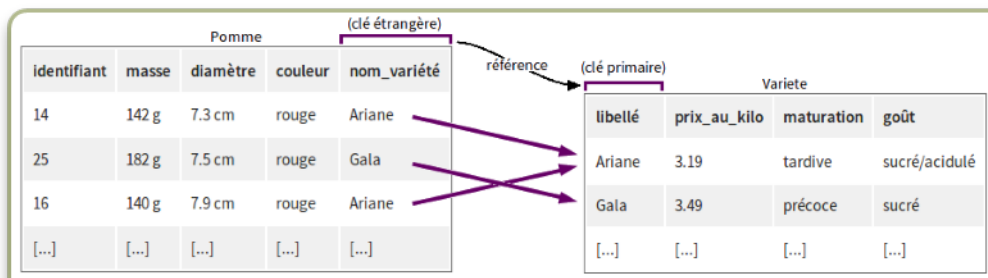 (clé étrangère)
Pomme
identifiant masse diamètre couleur nom_variété
14 142 g 7.3 cm rouge Ariane
25 182 g 7.5 cm rouge Gala
16 140 g 7.9 cm rouge Ariane
[...] [...] [...] [...] [...]
référence
(clé primaire)
Variete
libellé prix_au_kilo maturation goût
Ariane 3.19 tardive sucré/acidulé
Gala 3.49 précoce sucré
[...] [...] [...] [...]